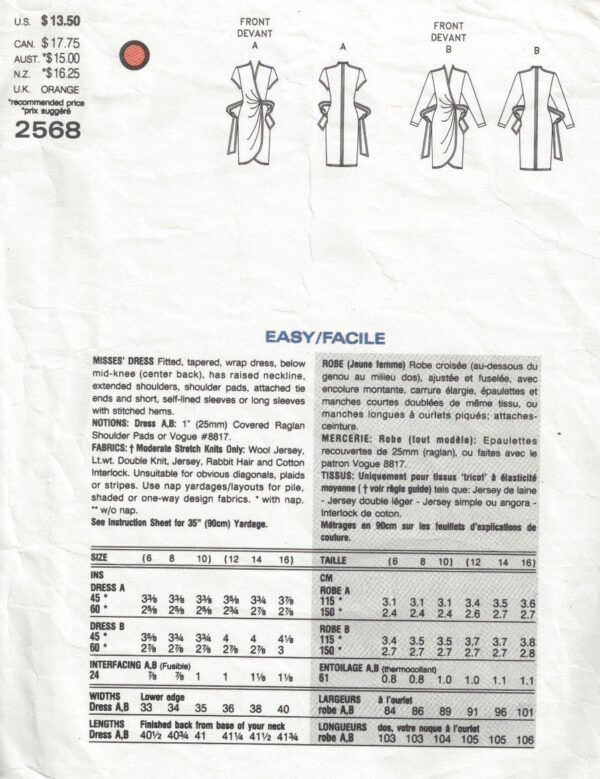 U.S. $13.50
CAN. $17.75
AUST. *$15.00
N.Z. *$16.25
U.K. ORANGE
*recommended price
*prix suggéré
2568
FRONT
DEVANT
A
A
FRONT
DEVANT
B
B
EASY/FACILE
MISSES' DRESS Fitted, tapered, wrap dress, below
mid-knee (center back), has raised neckline,
extended shoulders, shoulder pads, attached tie
ends and short, self-lined sleeves or long sleeves
with stitched hems.
NOTIONS: Dress A,B: 1" (25mm) Covered Raglan
Shoulder Pads or Vogue #8817.
FABRICS: † Moderate Stretch Knits Only: Wool Jersey,
Lt.wt. Double Knit, Jersey, Rabbit Hair and Cotton
Interlock. Unsuitable for obvious diagonals, plaids
or stripes. Use nap yardages/layouts for pile,
shaded or one-way design fabrics. * with nap.
** w/o nap.
See Instruction Sheet for 35" (90cm) Yardage.
ROBE (Jeune femme) Robe croisée (au-dessous du
genou au milieu dos), ajustée et fuselée, avec
encolure montante, carrure élargie, épaulettes et
manches courtes doublées de même tissu, ou
manches longues à ourlets piqués; attaches-
ceinture.
MERCERIE: Robe (tout modèle): Epaulettes
recouvertes de 25mm (raglan), ou faites avec le
patron Vogue 8817.
TISSUS: Uniquement pour tissus 'tricot' à élasticité
moyenne († voir règle guide) tels que: Jersey de laine
- Jersey double léger - Jersey simple ou angora -
Interlock de coton.
Métrages en 90cm sur les feuillets d'explications de
couture.
SIZE (6 8 10) (12 14 16)
INS
DRESS A
45 * 3⅜ 3⅜ 3⅜ 3⅝ 3¾ 3⅞
60 * 2⅝ 2⅝ 2⅝ 2¾ 2⅞ 2⅞
DRESS B
45 * 3⅝ 3¾ 3¾ 4 4 4⅛
60 * 2⅞ 2⅞ 2⅞ 2⅞ 2⅞ 3
INTERFACING A,B (Fusible)
24 ⅞ ⅞ 1 1 1⅛ 1⅛
WIDTHS Lower edge
Dress A,B 33 34 35 36 38 40
LENGTHS Finished back from base of your neck
Dress A,B 40½ 40¾ 41 41¼ 41½ 41¾
TAILLE (6 8 10) (12 14 16)
CM
ROBE A
115 * 3.1 3.1 3.1 3.4 3.5 3.6
150 * 2.4 2.4 2.4 2.6 2.7 2.7
ROBE B
115 * 3.4 3.5 3.5 3.7 3.7 3.8
150 * 2.7 2.7 2.7 2.7 2.7 2.8
ENTOILAGE A,B (thermocollant)
61 0.8 0.8 1.0 1.0 1.1 1.1
LARGEURS à l'ourlet
robe A,B 84 86 89 91 96 101
LONGUEURS dos, votre nuque à l'ourlet
robe A,B 103 103 104 105 105 106